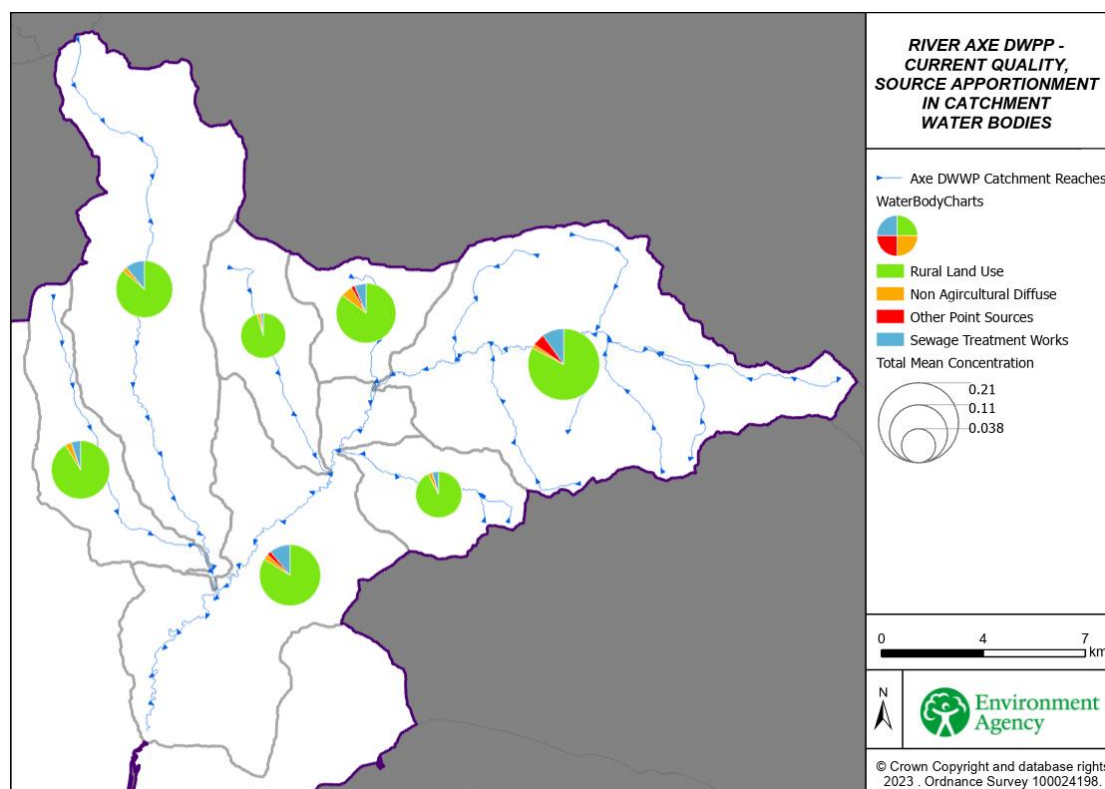 RIVER AXE DWPP -
CURRENT QUALITY,
SOURCE APPORTIONMENT
IN CATCHMENT
WATER BODIES
Axe DWWP Catchment Reaches
WaterBodyCharts
Rural Land Use
Non Agircultural Diffuse
Other Point Sources
Sewage Treatment Works
Total Mean Concentration
0.21
0.11
0.038
0 4 7
km
N
Environment
Agency
© Crown Copyright and database rights
2023 . Ordnance Survey 100024198.